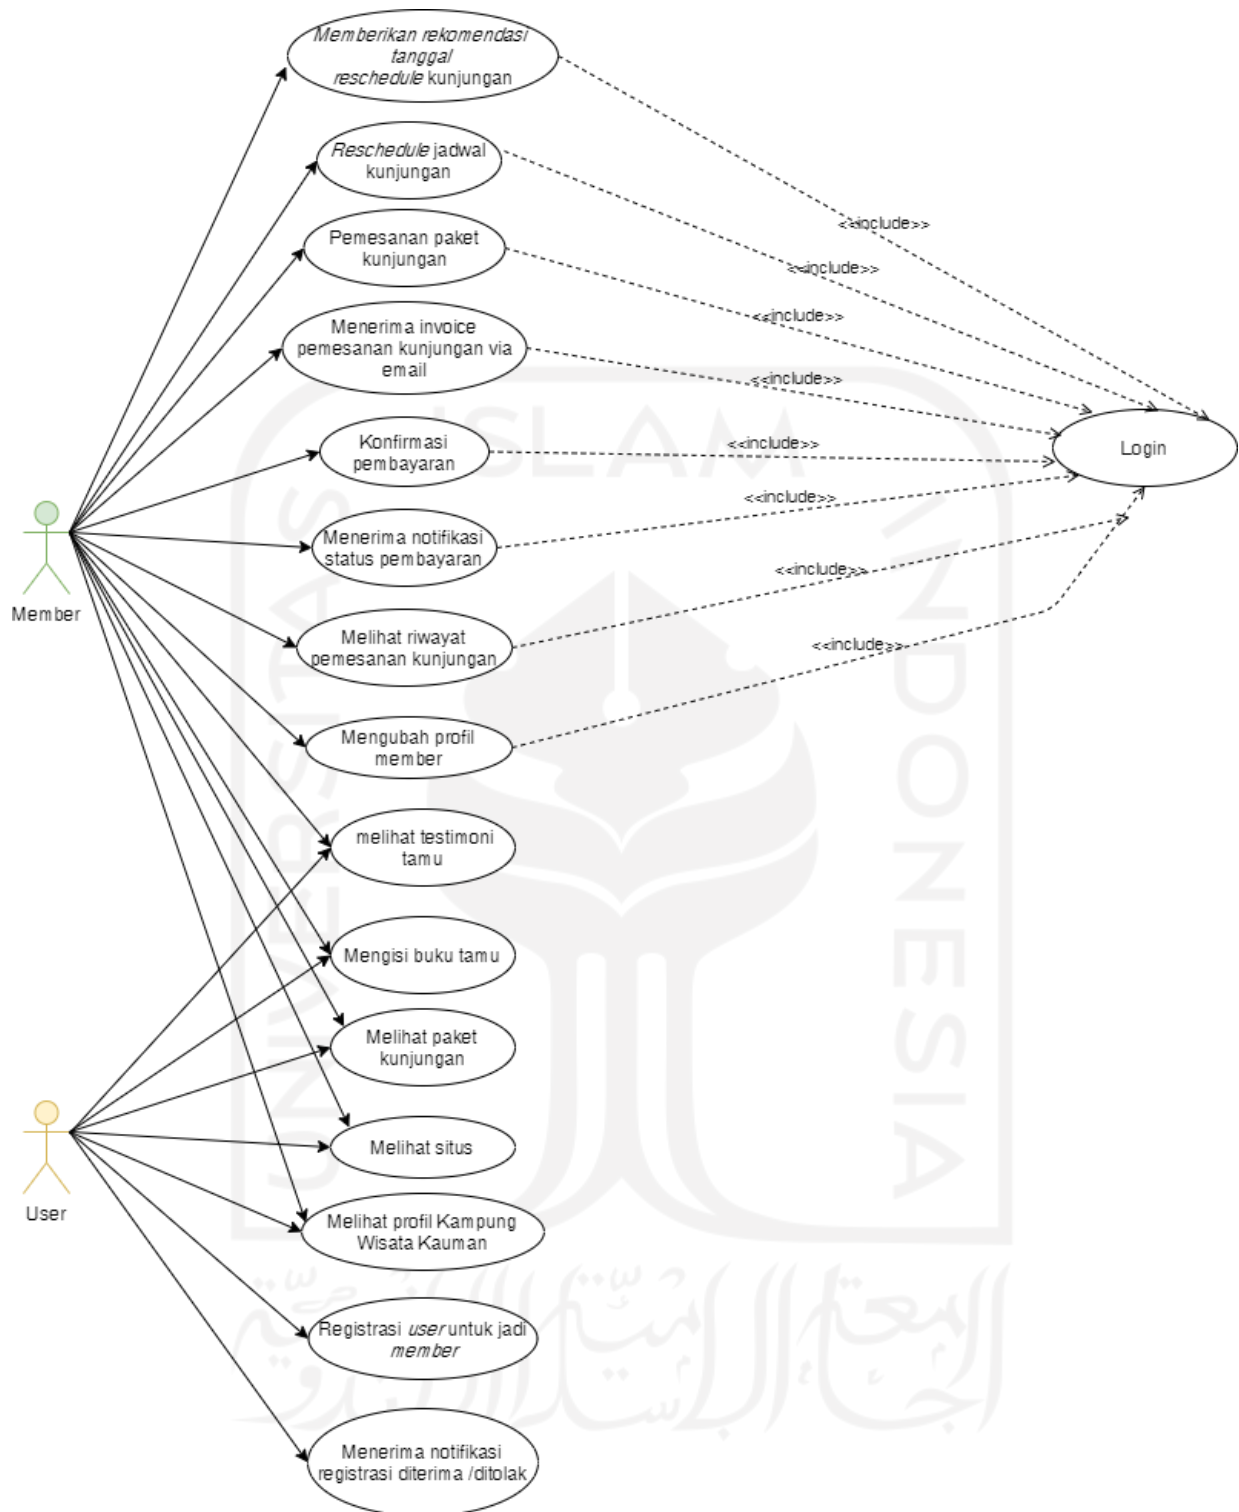 Memberikan rekomendasi
tanggal
reschedule kunjungan
Reschedule jadwal
kunjungan
<<include>>
Pemesanan paket
kunjungan
<<include>>
<<include>>
Menerima invoice
pemesanan kunjungan via
email
<<include>>
ISLAM
Konfirmasi
pembayaran
<<include>>
Login
Menerima notifikasi
status pembayaran
<<include>>
Member
<<include>>
Melihat riwayat
pemesanan kunjungan
<<include>>
Mengubah profil
member
UNIVERSITAS
INDONESIA
melihat testimoni
tamu
Mengisi buku tamu
Melihat paket
kunjungan
Melihat situs
User
Melihat profil Kampung
Wisata Kauman
Registrasi user untuk jadi
member
Menerima notifikasi
registrasi diterima /ditolak